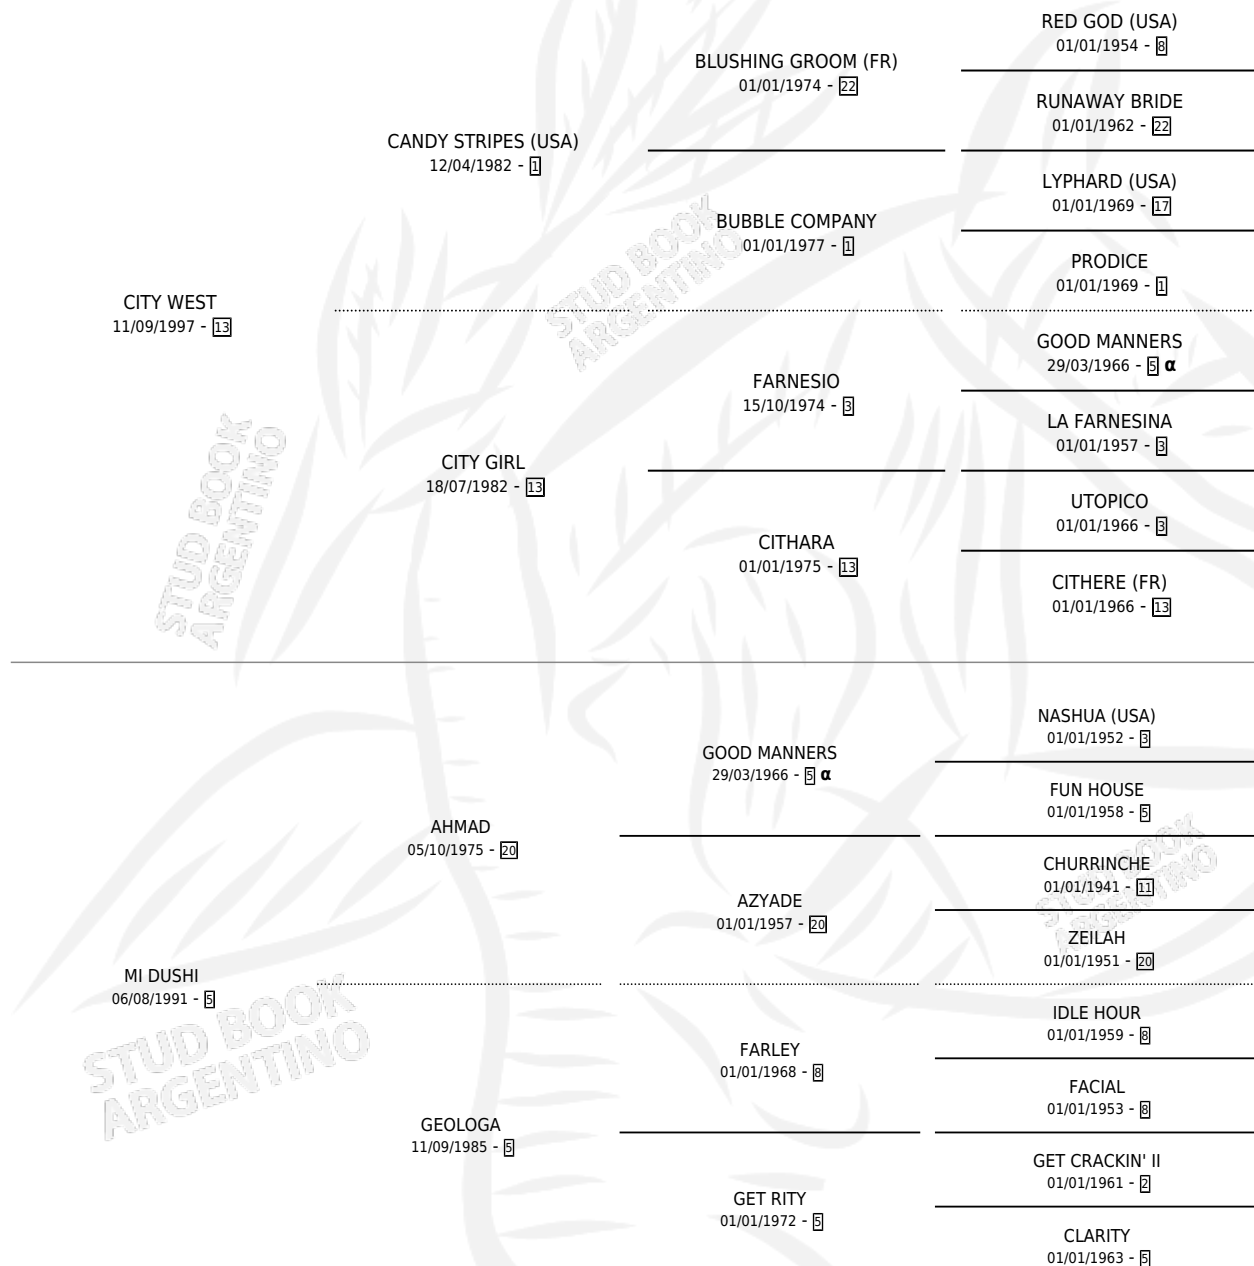 RED GOD (USA)
01/01/1954 - 8
BLUSHING GROOM (FR)
01/01/1974 - 22
RUNAWAY BRIDE
01/01/1962 - 22
CANDY STRIPES (USA)
12/04/1982 - 1
LYPHARD (USA)
01/01/1969 - 17
BUBBLE COMPANY
01/01/1977 - 1
PRODICE
01/01/1969 - 1
CITY WEST
11/09/1997 - 13
GOOD MANNERS
29/03/1966 - 5 α
FARNESIO
15/10/1974 - 3
LA FARNESINA
01/01/1957 - 3
CITY GIRL
18/07/1982 - 13
UTOPICO
01/01/1966 - 3
CITHARA
01/01/1975 - 13
CITHERE (FR)
01/01/1966 - 13
NASHUA (USA)
01/01/1952 - 3
GOOD MANNERS
29/03/1966 - 5 α
FUN HOUSE
01/01/1958 - 5
AHMAD
05/10/1975 - 20
CHURRINCHE
01/01/1941 - 11
AZYADE
01/01/1957 - 20
ZEILAH
01/01/1951 - 20
MI DUSHI
06/08/1991 - 5
IDLE HOUR
01/01/1959 - 8
FARLEY
01/01/1968 - 8
FACIAL
01/01/1953 - 8
GEOLOGA
11/09/1985 - 5
GET CRACKIN' II
01/01/1961 - 2
GET RITY
01/01/1972 - 5
CLARITY
01/01/1963 - 5
STUD BOOK
ARGENTINO
STUD BOOK
ARGENTINO
STUD BOOK
ARGENTINO
STUD BOOK
ARGENTINO